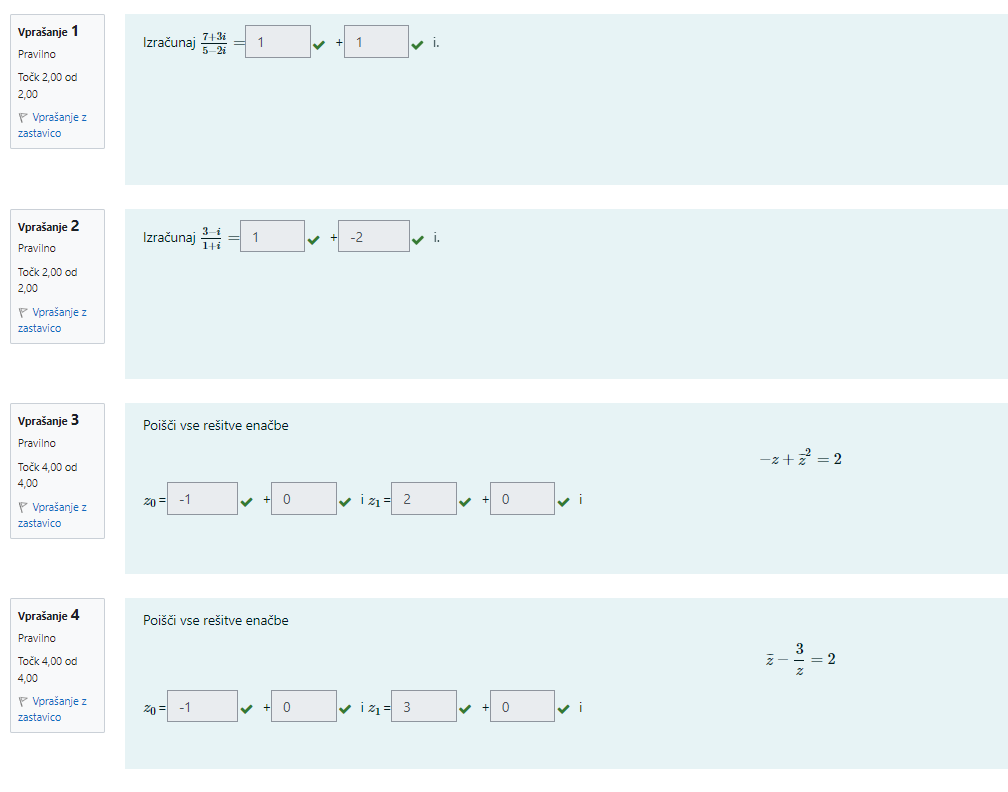 Vprašanje 1
Pravilno
Točk 2,00 od
2,00
Vprašanje z
zastavico
Izračunaj \frac{7+3i}{5-2i} = 1 + 1 i.
Vprašanje 2
Pravilno
Točk 2,00 od
2,00
Vprašanje z
zastavico
Izračunaj \frac{3-i}{1+i} = 1 + -2 i.
Vprašanje 3
Pravilno
Točk 4,00 od
4,00
Vprašanje z
zastavico
Poišči vse rešitve enačbe
-z + \overline{z}^2 = 2
z_0 = -1 + 0 i z_1 = 2 + 0 i
Vprašanje 4
Pravilno
Točk 4,00 od
4,00
Vprašanje z
zastavico
Poišči vse rešitve enačbe
\overline{z} - \frac{3}{z} = 2
z_0 = -1 + 0 i z_1 = 3 + 0 i